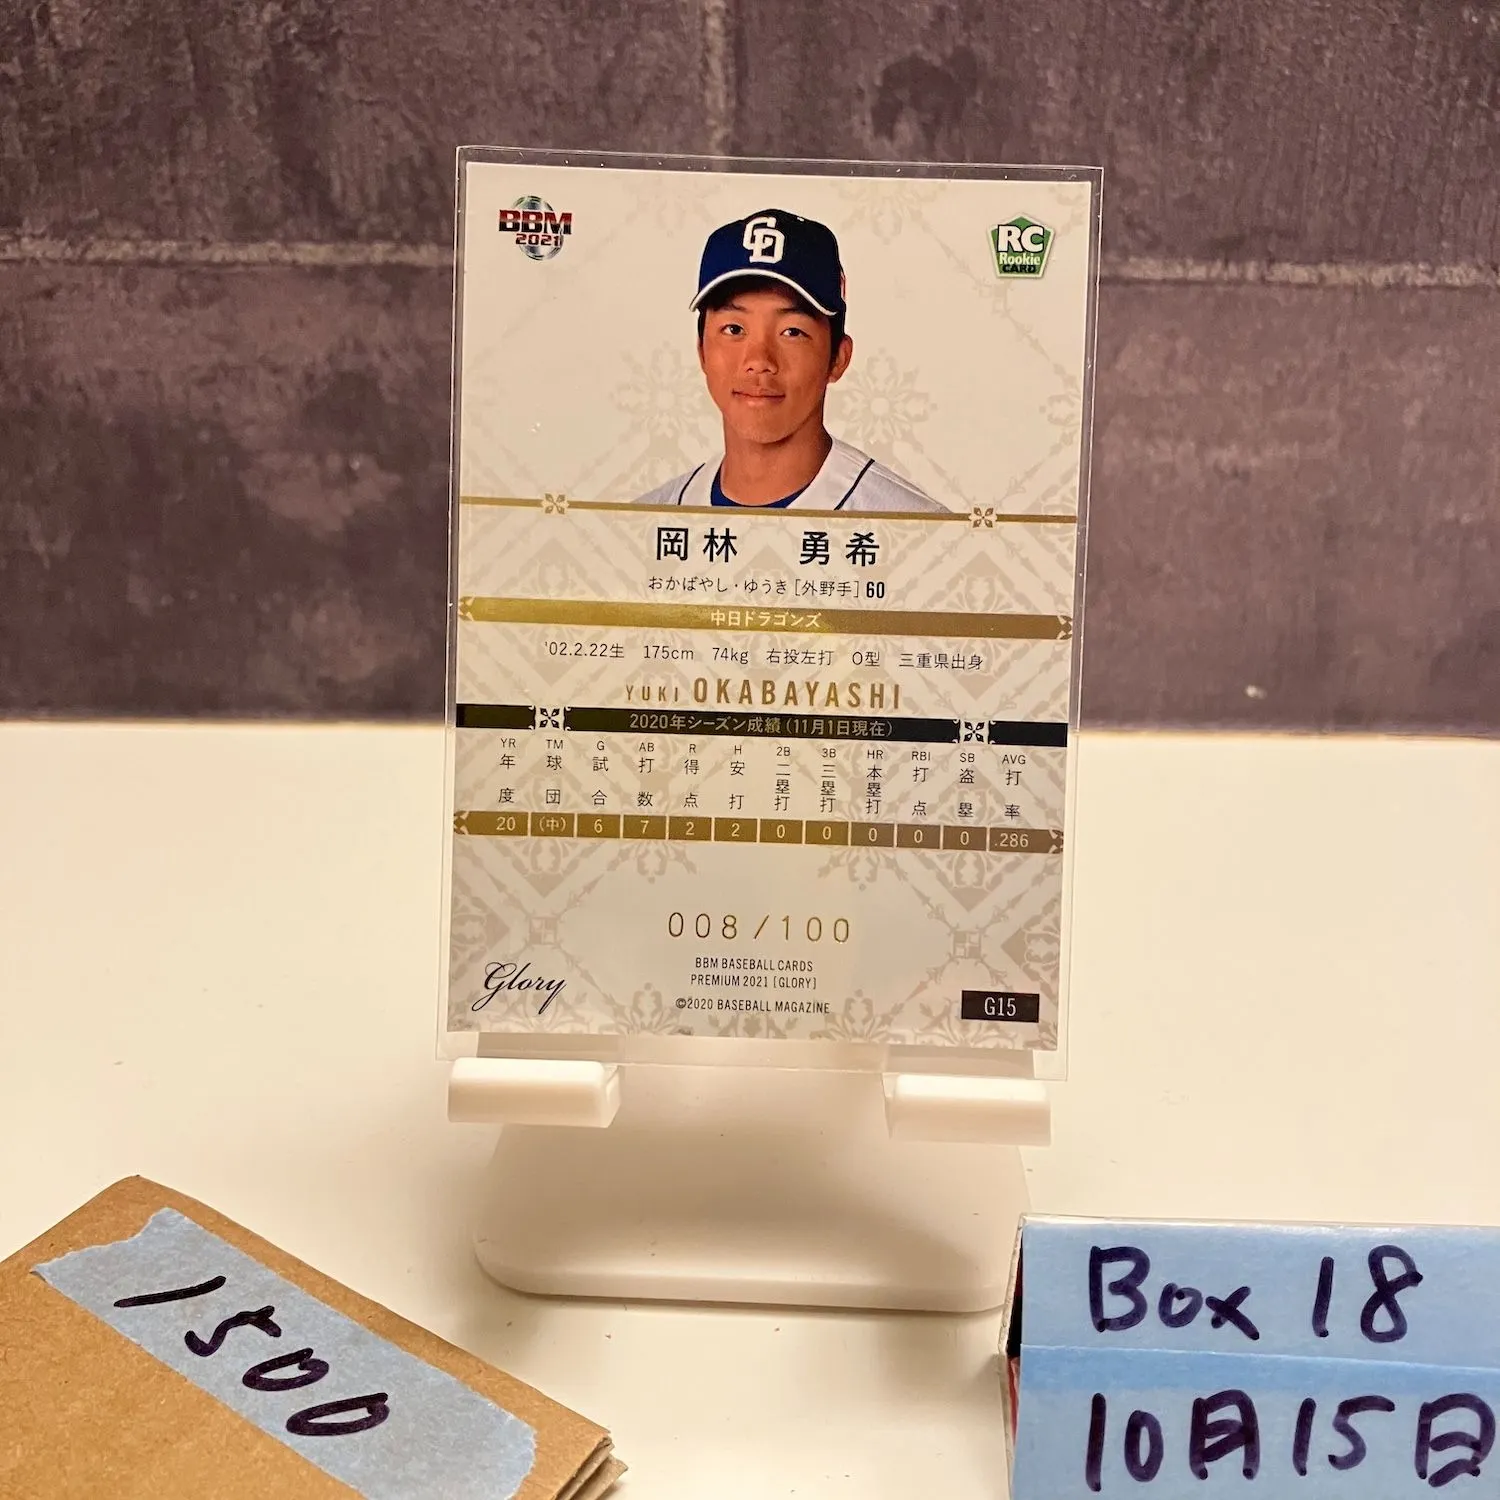 BBM
2021
RC
Rookie
CARD
岡林 勇希
おかばやし・ゆうき [外野手] 60
中日ドラゴンズ
'02.2.22生 175cm 74kg 右投左打 O型 三重県出身
YUKI OKABAYASHI
2020年シーズン成績 (11月1日現在)
YR TM G AB R H 2B 3B HR RBI SB AVG
年度 球団 試合 打数 得点 安打 二塁打 三塁打 本塁打 打点 盗塁 打率
20 (中) 6 7 2 2 0 0 0 0 0 .286
008/100
BBM BASEBALL CARDS
PREMIUM 2021 [GLORY]
©2020 BASEBALL MAGAZINE
Glory
G15
1500
Box 18
10月15日